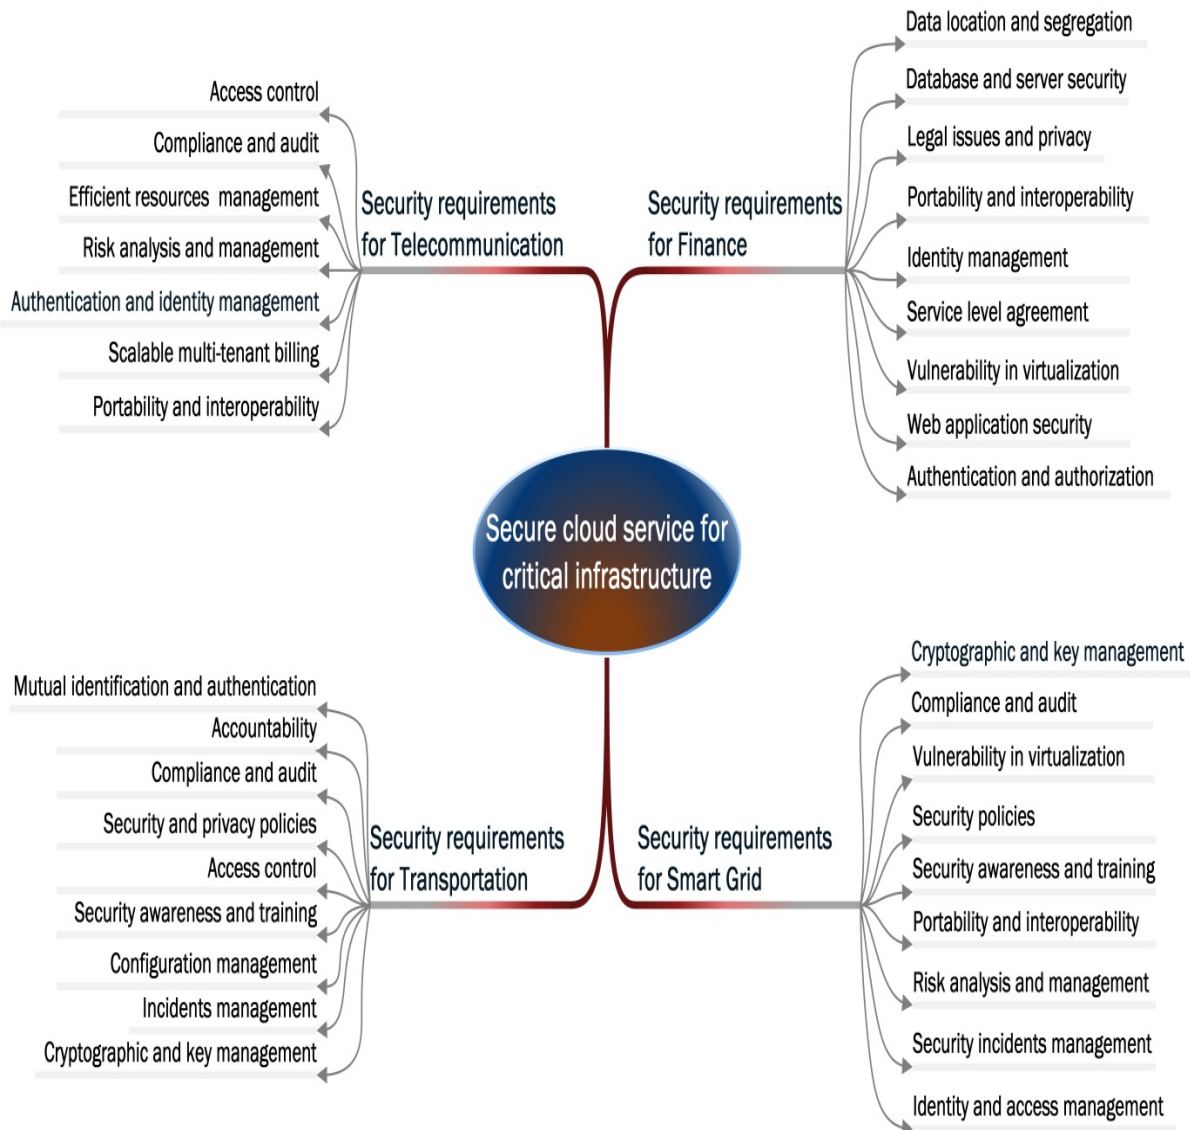 Security requirements
for Telecommunication
Access control
Compliance and audit
Efficient resources  management
Risk analysis and management
Authentication and identity management
Scalable multi-tenant billing
Portability and interoperability
Security requirements
for Finance
Data location and segregation
Database and server security
Legal issues and privacy
Portability and interoperability
Identity management
Service level agreement
Vulnerability in virtualization
Web application security
Authentication and authorization
Secure cloud service for
critical infrastructure
Security requirements
for Transportation
Mutual identification and authentication
Accountability
Compliance and audit
Security and privacy policies
Access control
Security awareness and training
Configuration management
Incidents management
Cryptographic and key management
Security requirements
for Smart Grid
Cryptographic and key management
Compliance and audit
Vulnerability in virtualization
Security policies
Security awareness and training
Portability and interoperability
Risk analysis and management
Security incidents management
Identity and access management